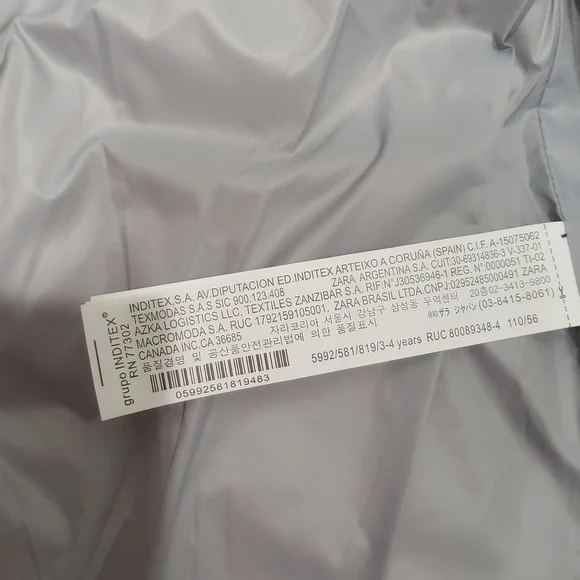 grupo INDITEX®
RN 77302
INDITEX, S.A. AV.DIPUTACION ED.INDITEX ARTEIXO A CORUÑA (SPAIN) C.I.F. A-15075062
TEXMODAS S.A.S SIC 900.123.408 ZARA ARGENTINA S.A. CUIT:30-69314836-3 V-337-01
AZKA LOGISTICS LLC, TEXTILES ZANZIBAR S.A. RIF:N°J30536946-1 REG. N°:0000051 TI-02
MACROMODA S.A. RUC 1792159105001. ZARA BRASIL LTDA.CNPJ:02952485000491 ZARA
CANADA INC.CA 36685 자라코리아 서울시 강남구 삼성동 무역센터 20층02-3413-9800
품질경영 및 공산품안전관리법에 의한 품질표시 ㈱ザラ ジャパン (03-6415-8061)
5992/581/819/3-4 years RUC 80089348-4 110/56
05992581819483